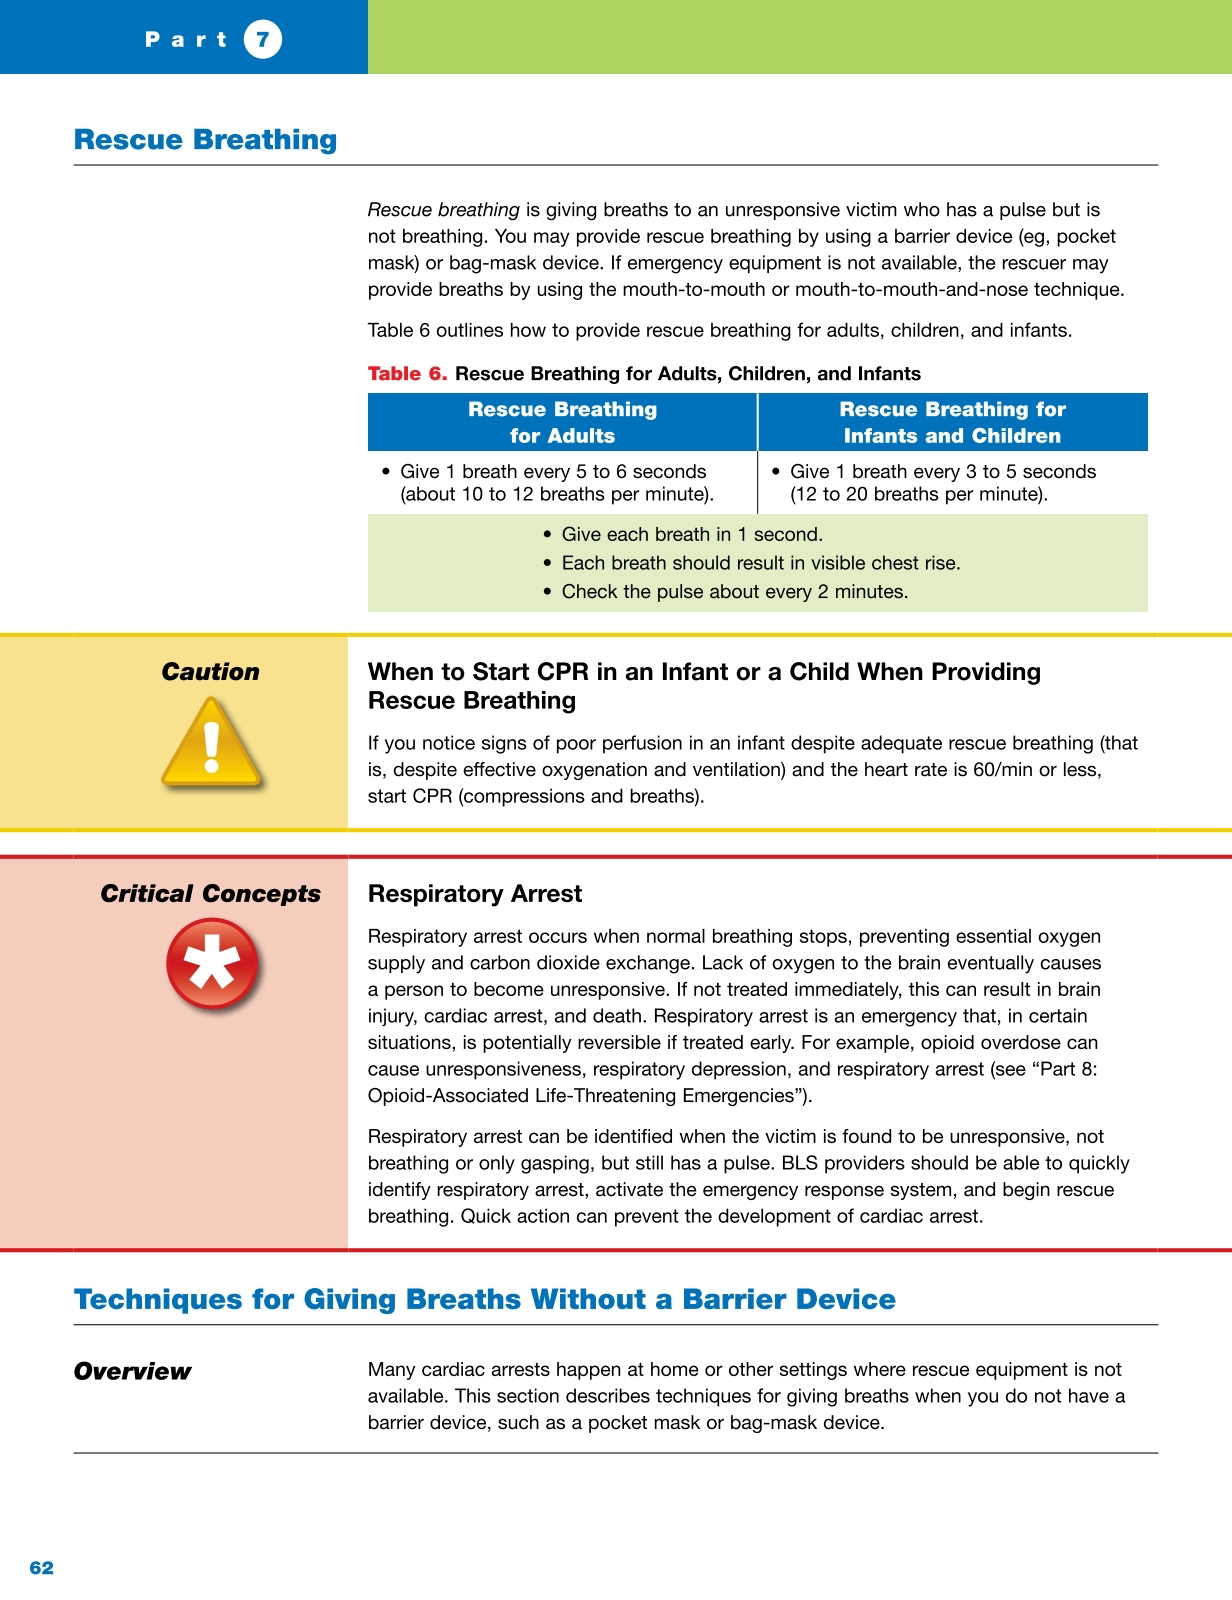 Part 7
Rescue Breathing
Rescue breathing is giving breaths to an unresponsive victim who has a pulse but is
not breathing. You may provide rescue breathing by using a barrier device (eg, pocket
mask) or bag-mask device. If emergency equipment is not available, the rescuer may
provide breaths by using the mouth-to-mouth or mouth-to-mouth-and-nose technique.
Table 6 outlines how to provide rescue breathing for adults, children, and infants.
Table 6. Rescue Breathing for Adults, Children, and Infants
Rescue Breathing
for Adults
Rescue Breathing for
Infants and Children
• Give 1 breath every 5 to 6 seconds
(about 10 to 12 breaths per minute).
• Give 1 breath every 3 to 5 seconds
(12 to 20 breaths per minute).
• Give each breath in 1 second.
• Each breath should result in visible chest rise.
• Check the pulse about every 2 minutes.
Caution
When to Start CPR in an Infant or a Child When Providing
Rescue Breathing
If you notice signs of poor perfusion in an infant despite adequate rescue breathing (that
is, despite effective oxygenation and ventilation) and the heart rate is 60/min or less,
start CPR (compressions and breaths).
Critical Concepts
Respiratory Arrest
Respiratory arrest occurs when normal breathing stops, preventing essential oxygen
supply and carbon dioxide exchange. Lack of oxygen to the brain eventually causes
a person to become unresponsive. If not treated immediately, this can result in brain
injury, cardiac arrest, and death. Respiratory arrest is an emergency that, in certain
situations, is potentially reversible if treated early. For example, opioid overdose can
cause unresponsiveness, respiratory depression, and respiratory arrest (see “Part 8:
Opioid-Associated Life-Threatening Emergencies”).
Respiratory arrest can be identified when the victim is found to be unresponsive, not
breathing or only gasping, but still has a pulse. BLS providers should be able to quickly
identify respiratory arrest, activate the emergency response system, and begin rescue
breathing. Quick action can prevent the development of cardiac arrest.
Techniques for Giving Breaths Without a Barrier Device
Overview
Many cardiac arrests happen at home or other settings where rescue equipment is not
available. This section describes techniques for giving breaths when you do not have a
barrier device, such as a pocket mask or bag-mask device.
62